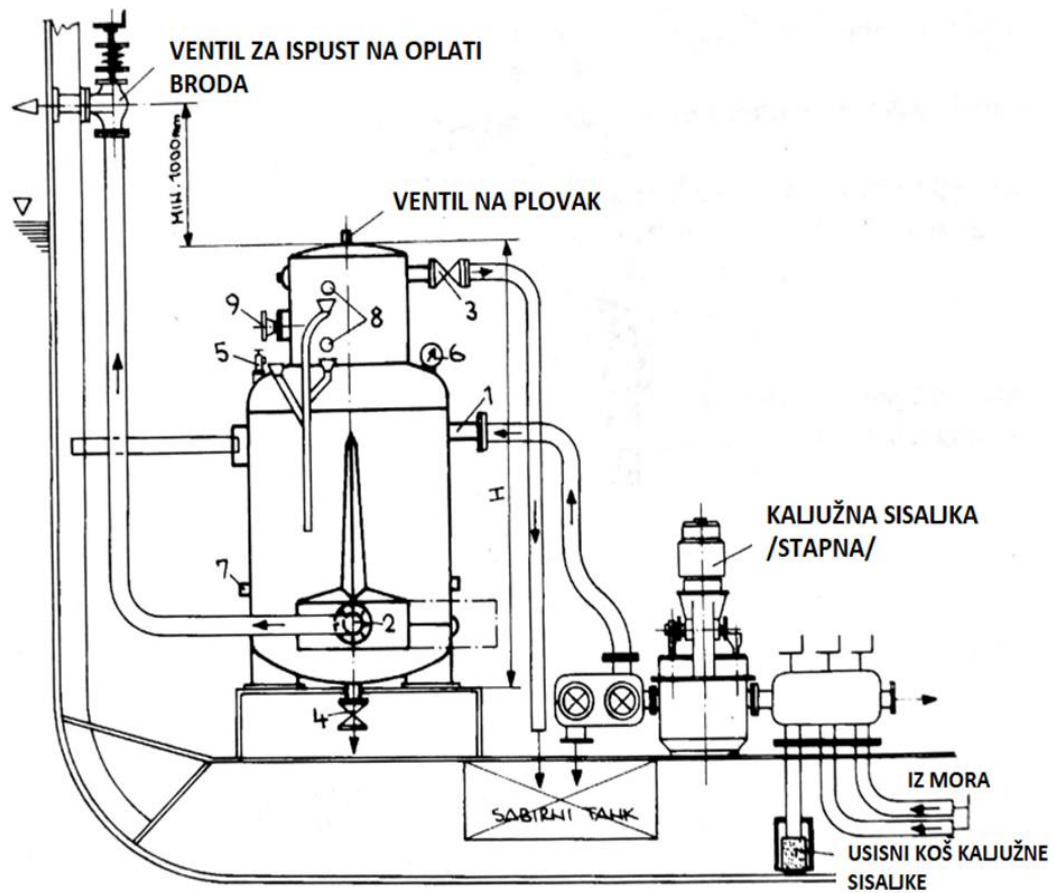 VENTIL ZA ISPUST NA OPLATI
BRODA
MIN. 1000mm
VENTIL NA PLOVAK
3
9
8
5
6
1
H
KALJUŽNA SISALJKA
/STAPNA/
7
2
4
IZ MORA
SABIRNI TANK
USISNI KOŠ KALJUŽNE
SISALJKE